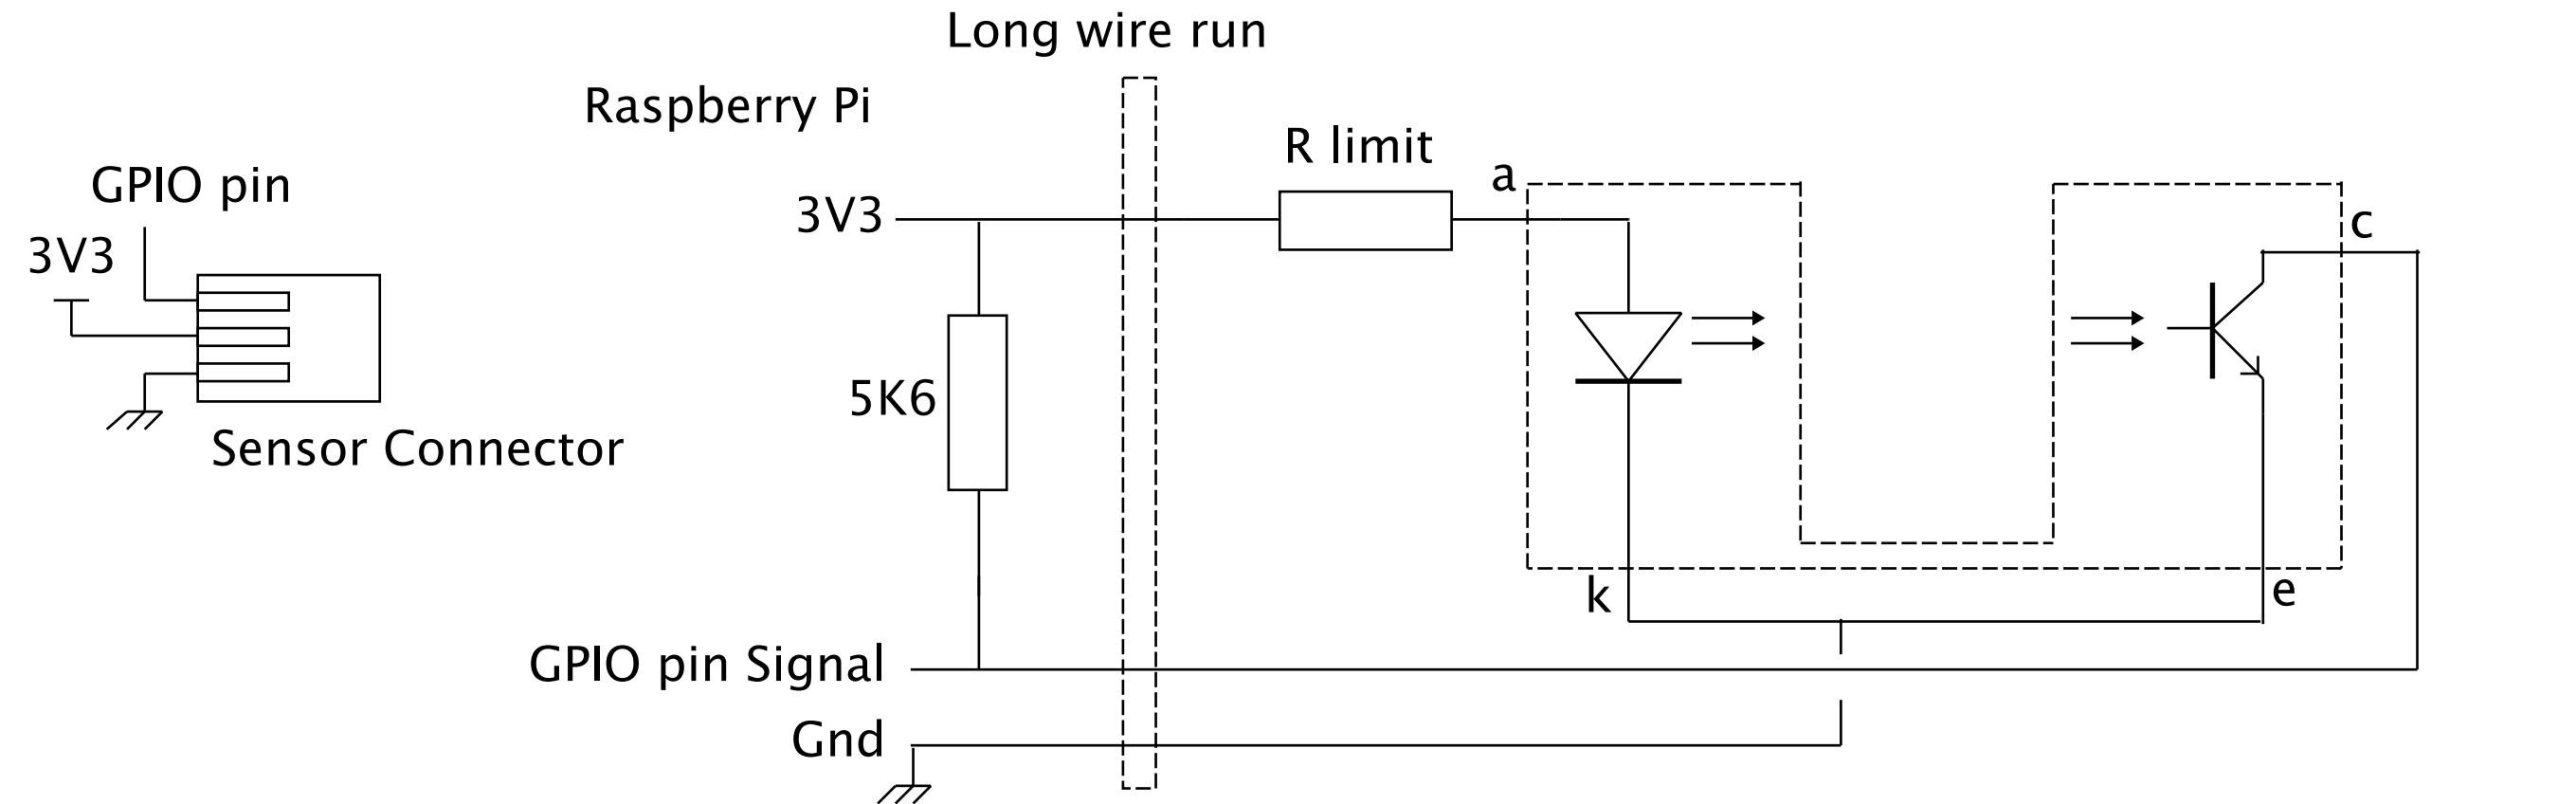 Long wire run
Raspberry Pi
R limit
GPIO pin
a
3V3
3V3
c
5K6
Sensor Connector
k
e
GPIO pin Signal
Gnd